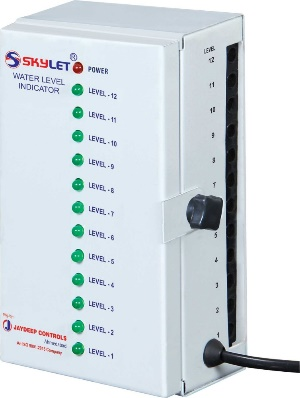 SKYLET®
WATER LEVEL
INDICATOR
POWER
LEVEL - 12
LEVEL - 11
LEVEL - 10
LEVEL - 9
LEVEL - 8
LEVEL - 7
LEVEL - 6
LEVEL - 5
LEVEL - 4
LEVEL - 3
LEVEL - 2
LEVEL - 1
JAYDEEP CONTROLS
LEVEL
12
11
10
9
8
7
5
4
3
2
1